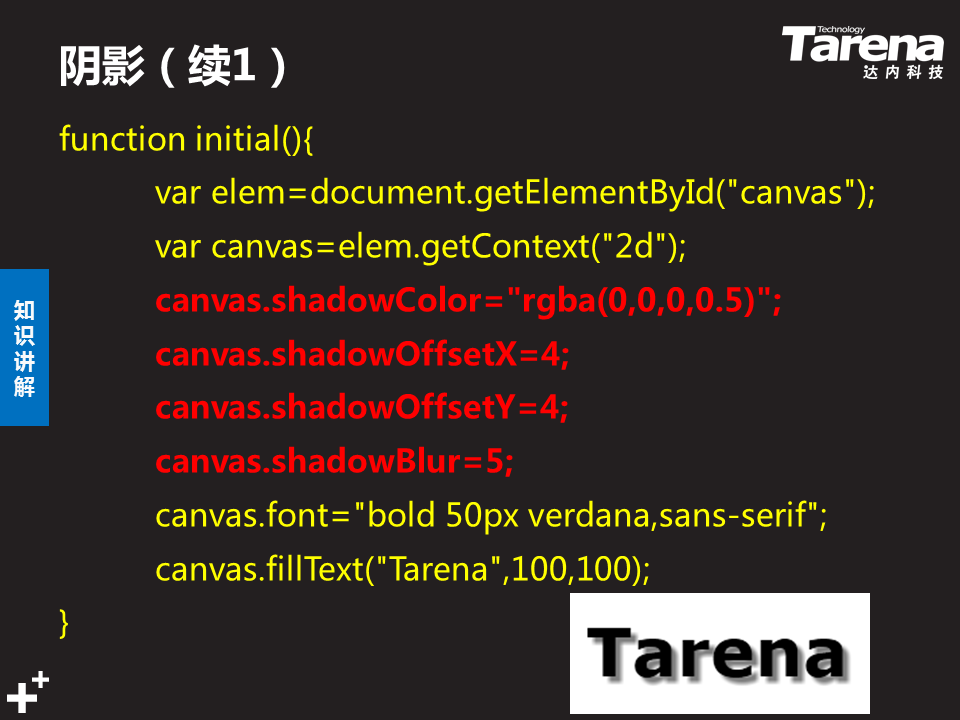 阴影（续1）
Technology
Tarena
达内科技
function initial(){
var elem=document.getElementById("canvas");
var canvas=elem.getContext("2d");
canvas.shadowColor="rgba(0,0,0,0.5)";
canvas.shadowOffsetX=4;
canvas.shadowOffsetY=4;
canvas.shadowBlur=5;
canvas.font="bold 50px verdana,sans-serif";
canvas.fillText("Tarena",100,100);
}
知识讲解
Tarena